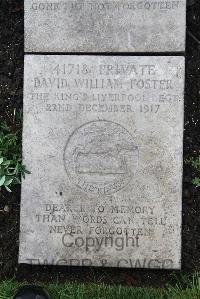 GONE BUT NOT FORGOTTEN
41718 PRIVATE
DAVID WILLIAM FOSTER
THE KING'S LIVERPOOL REGT.
22ND DECEMBER 1917
DEARER TO MEMORY
THAN WORDS CAN TELL
NEVER FORGOTTEN
Copyright
TWGPP & CWGC